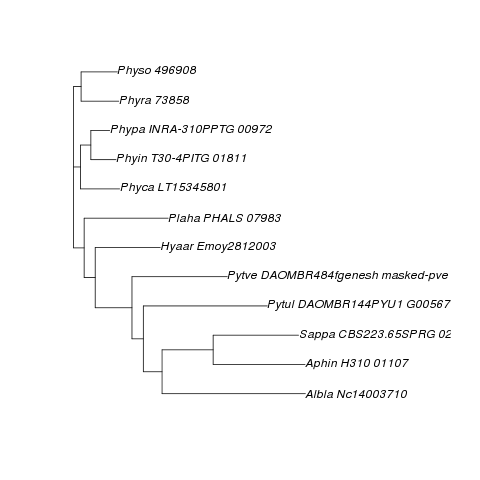 Physo 496908
Phyra 73858
Phypa INRA-310PPTG 00972
Phyin T30-4PITG 01811
Phyca LT15345801
Plaha PHALS 07983
Hyaar Emoy2812003
Pytve DAOMBR484fgenesh masked-pve
Pytul DAOMBR144PYU1 G00567
Sappa CBS223.65SPRG 02
Aphin H310 01107
Albla Nc14003710